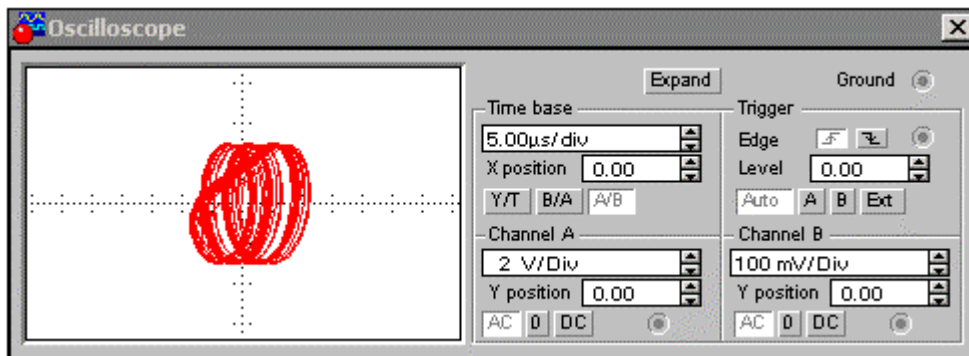 Oscilloscope
Expand Ground
Time base Trigger
5.00µs/div Edge
X position 0.00 Level 0.00
Y/T B/A A/B Auto A B Ext
Channel A Channel B
2 V/Div 100 mV/Div
Y position 0.00 Y position 0.00
AC 0 DC AC 0 DC